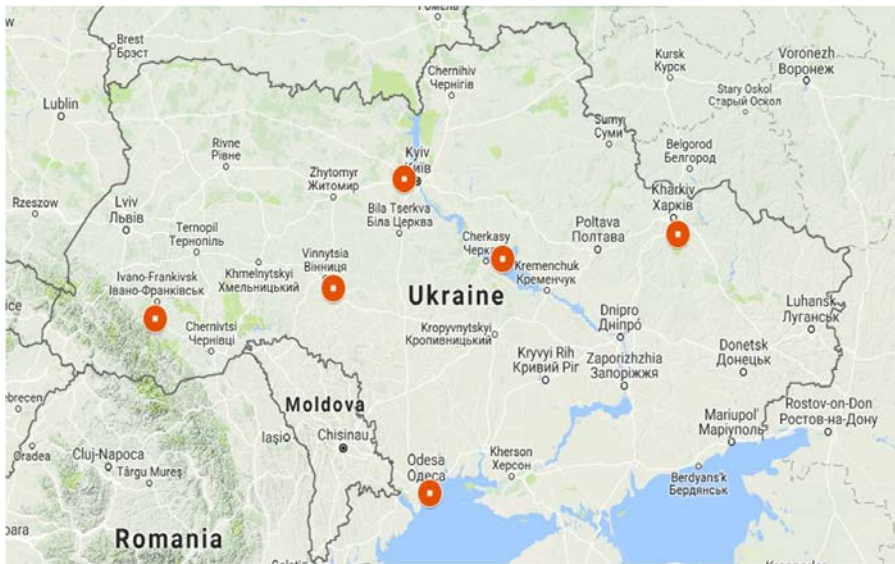 Гомель
Brest
Брэст
Lublin
Rzeszow
Lviv
Львів
Rivne
Рівне
Ternopil
Тернопіль
Ivano-Frankivsk
Івано-Франківськ
Chernivtsi
Чернівці
Khmelnytskyi
Хмельницький
Vinnytsia
Вінниця
Zhytomyr
Житомир
Kyiv
Chernihiv
Чернігів
Bila Tserkva
Біла Церква
Cherkasy
Kremenchuk
Кременчук
Ukraine
Kropyvnytskyi
Кропивницький
Poltava
Полтава
Sumy
Суми
Kursk
Курск
Voronezh
Воронеж
Stary Oskol
Старый Оскол
Belgorod
Белгород
Kharkiv
Харків
Dnipro
Дніпро
Kryvyi Rih
Кривий Ріг
Zaporizhzhia
Запоріжжя
Luhansk
Луганськ
Donetsk
Донецьк
Mariupol'
Маріуполь
Rostov-on-Don
Ростов-на-Дону
Berdyans'k
Бердянськ
Kherson
Херсон
Odesa
Одеса
Moldova
Chisinau
Iași
Oradea
Cluj-Napoca
Târgu Mureș
Romania